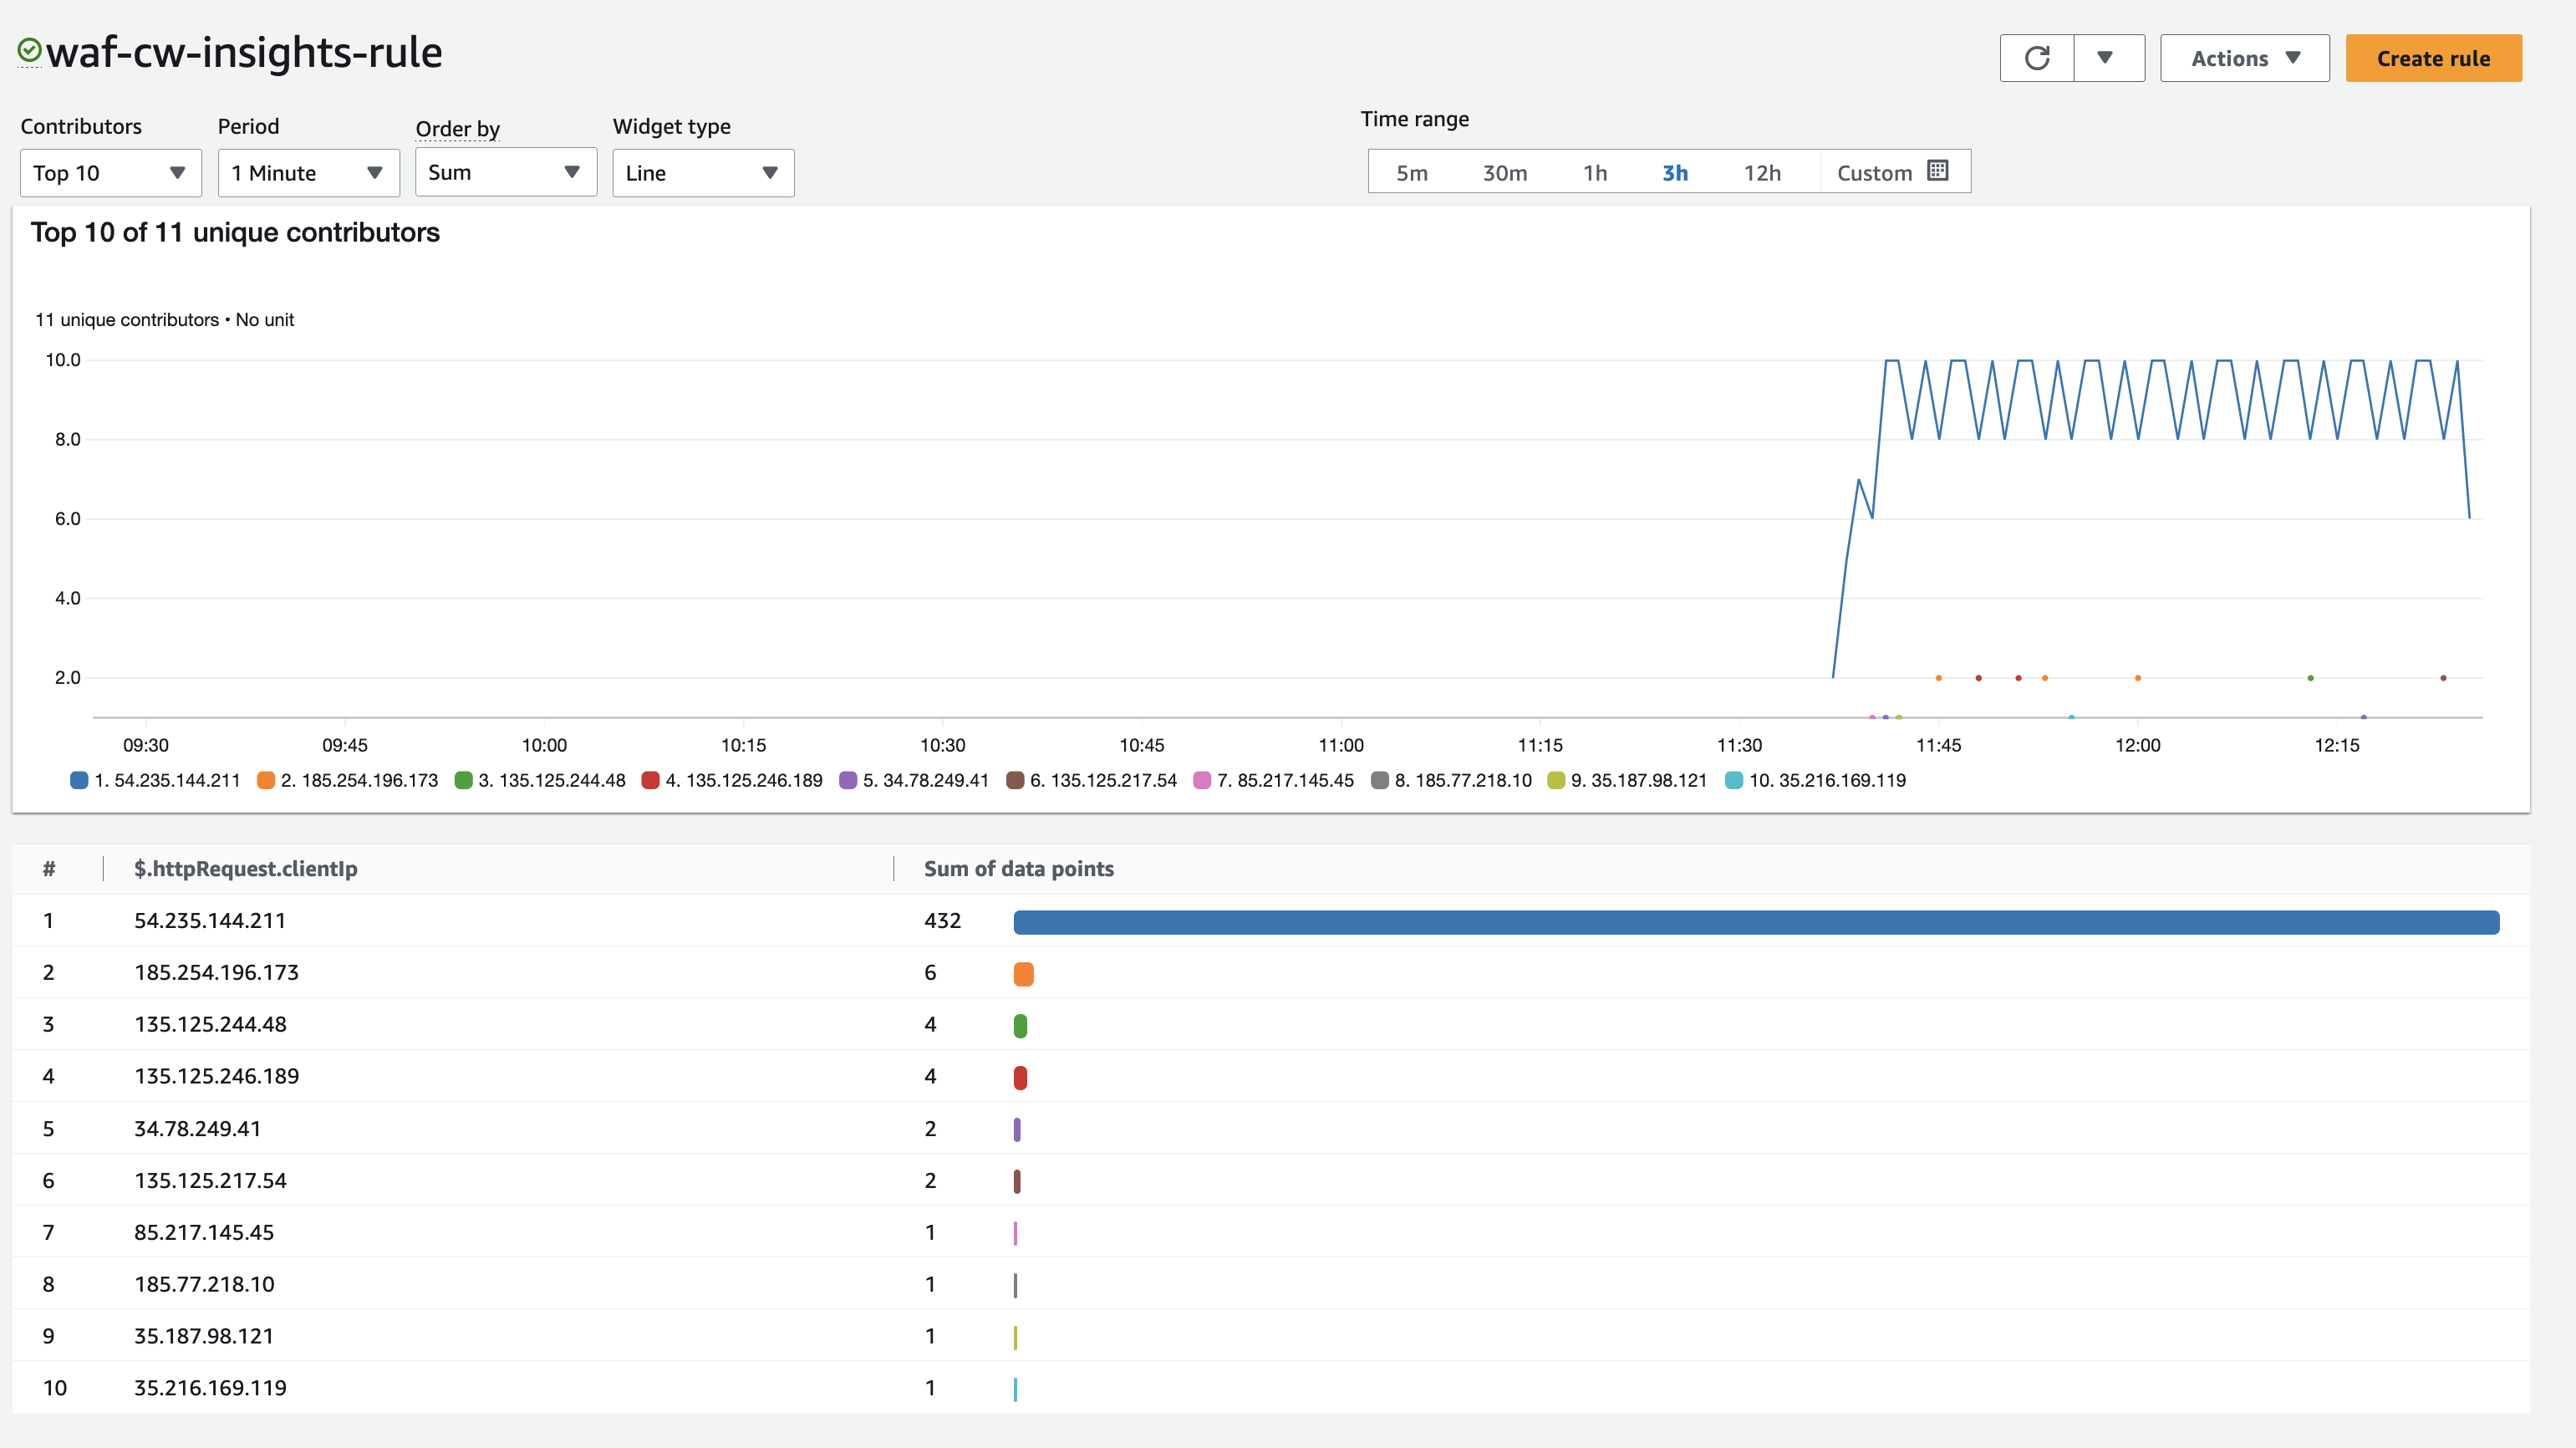 waf-cw-insights-rule
Actions
Create rule
Contributors Period Order by Widget type Time range
Top 10 1 Minute Sum Line 5m 30m 1h 3h 12h Custom
Top 10 of 11 unique contributors
11 unique contributors • No unit
10.0
8.0
6.0
4.0
2.0
09:30 09:45 10:00 10:15 10:30 10:45 11:00 11:15 11:30 11:45 12:00 12:15
1. 54.235.144.211 2. 185.254.196.173 3. 135.125.244.48 4. 135.125.246.189 5. 34.78.249.41 6. 135.125.217.54 7. 85.217.145.45 8. 185.77.218.10 9. 35.187.98.121 10. 35.216.169.119
# $.httpRequest.clientIp Sum of data points
1 54.235.144.211 432
2 185.254.196.173 6
3 135.125.244.48 4
4 135.125.246.189 4
5 34.78.249.41 2
6 135.125.217.54 2
7 85.217.145.45 1
8 185.77.218.10 1
9 35.187.98.121 1
10 35.216.169.119 1